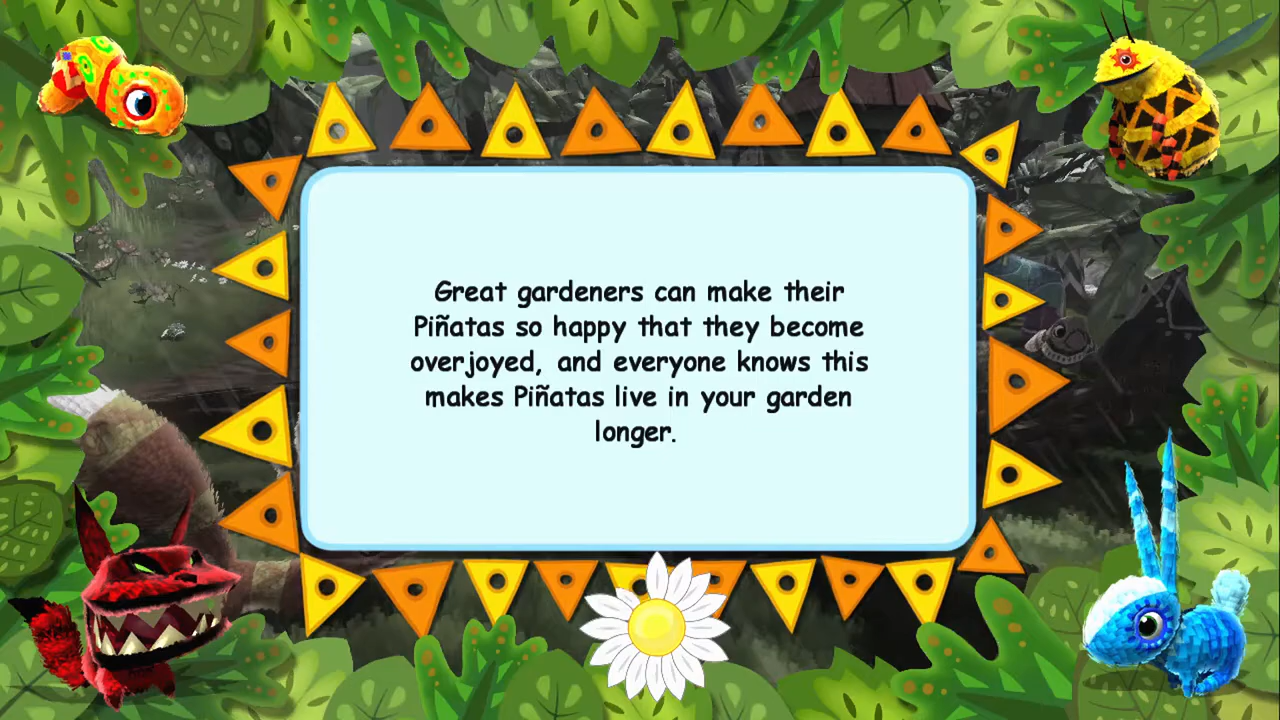 Great gardeners can make their
Piñatas so happy that they become
overjoyed, and everyone knows this
makes Piñatas live in your garden
longer.